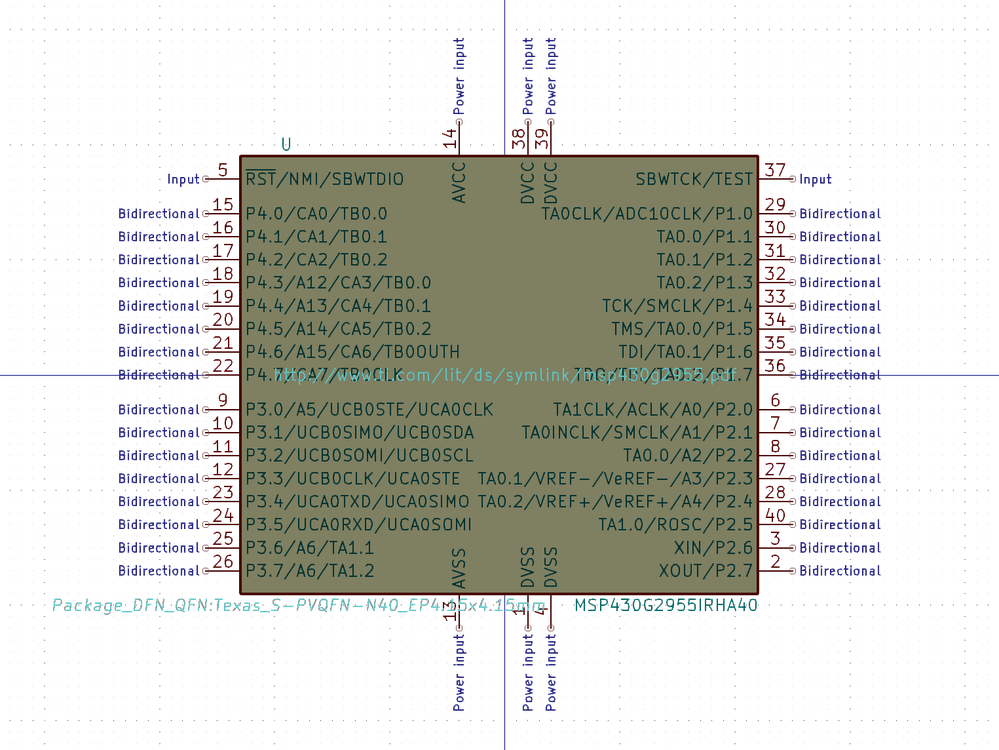 Power input
Power input
Power input
14
38
39
U
Input 5 RST/NMI/SBWTDIO AVCC DVCC DVCC SBWTCK/TEST 37 Input
Bidirectional 15 P4.0/CA0/TB0.0 TA0CLK/ADC10CLK/P1.0 29 Bidirectional
Bidirectional 16 P4.1/CA1/TB0.1 TA0.0/P1.1 30 Bidirectional
Bidirectional 17 P4.2/CA2/TB0.2 TA0.1/P1.2 31 Bidirectional
Bidirectional 18 P4.3/A12/CA3/TB0.0 TA0.2/P1.3 32 Bidirectional
Bidirectional 19 P4.4/A13/CA4/TB0.1 TCK/SMCLK/P1.4 33 Bidirectional
Bidirectional 20 P4.5/A14/CA5/TB0.2 TMS/TA0.0/P1.5 34 Bidirectional
Bidirectional 21 P4.6/A15/CA6/TB0OUTH TDI/TA0.1/P1.6 35 Bidirectional
Bidirectional 22 P4.7/CA7/TB0CLK http://www.ti.com/lit/ds/symlink/msp430g2955.pdf 36 Bidirectional
Bidirectional 9 P3.0/A5/UCB0STE/UCA0CLK TA1CLK/ACLK/A0/P2.0 6 Bidirectional
Bidirectional 10 P3.1/UCB0SIMO/UCB0SDA TA0INCLK/SMCLK/A1/P2.1 7 Bidirectional
Bidirectional 11 P3.2/UCB0SOMI/UCB0SCL TA0.0/A2/P2.2 8 Bidirectional
Bidirectional 12 P3.3/UCB0CLK/UCA0STE TA0.1/VREF-/VeREF-/A3/P2.3 27 Bidirectional
Bidirectional 23 P3.4/UCA0TXD/UCA0SIMO TA0.2/VREF+/VeREF+/A4/P2.4 28 Bidirectional
Bidirectional 24 P3.5/UCA0RXD/UCA0SOMI TA1.0/ROSC/P2.5 40 Bidirectional
Bidirectional 25 P3.6/A6/TA1.1 XIN/P2.6 3 Bidirectional
Bidirectional 26 P3.7/A6/TA1.2 AVSS DVSS DVSS XOUT/P2.7 2 Bidirectional
Package_DFN_QFN:Texas_S-PVQFN-N40_EP4.15x4.15mm MSP430G2955IRHA40
13
1
4
Power input
Power input
Power input